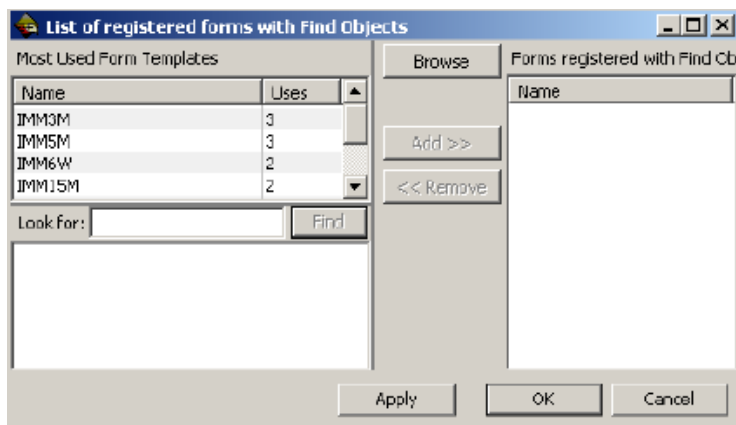 List of registered forms with Find Objects
Most Used Form Templates
Name Uses
IMM3M 3
IMM5M 3
IMM6W 2
IMM15M 2
Look for: Find
Browse
Add >>
<< Remove
Forms registered with Find Ob
Name
Apply OK Cancel